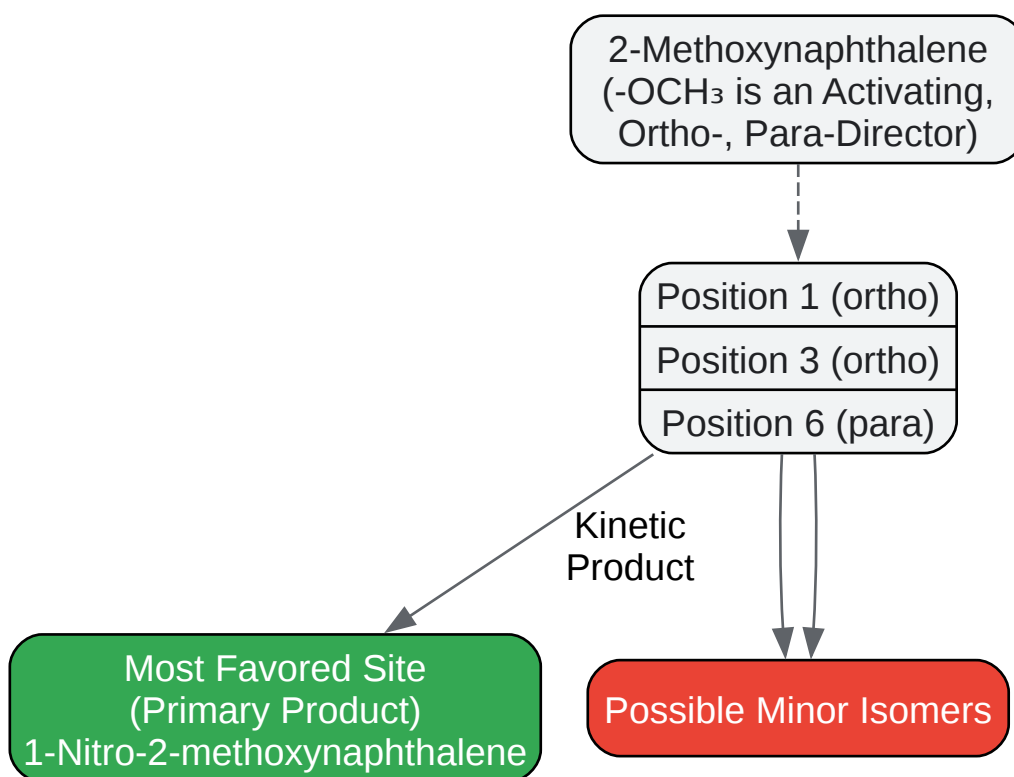 2-Methoxynaphthalene
(-OCH₃ is an Activating,
Ortho-, Para-Director)
Position 1 (ortho)
Position 3 (ortho)
Position 6 (para)
Kinetic
Product
Most Favored Site
(Primary Product)
1-Nitro-2-methoxynaphthalene
Possible Minor Isomers